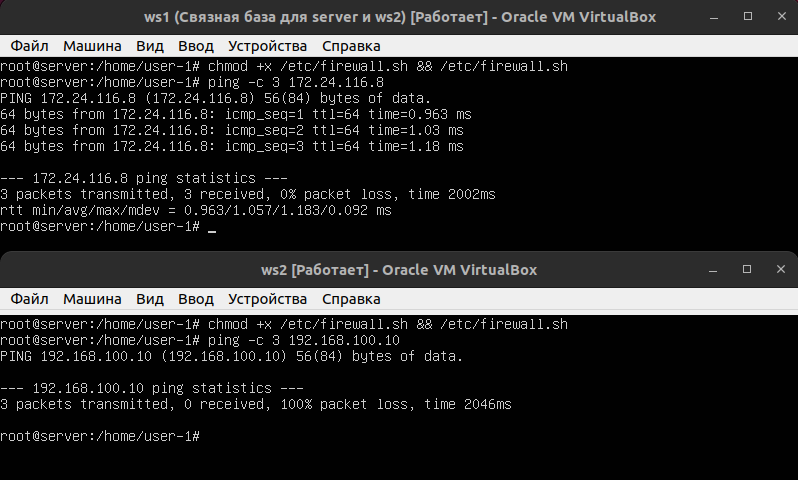 ws1 (Связная база для server и ws2) [Работает] - Oracle VM VirtualBox
Файл Машина Вид Ввод Устройства Справка
root@server:/home/user-1# chmod +x /etc/firewall.sh && /etc/firewall.sh
root@server:/home/user-1# ping -c 3 172.24.116.8
PING 172.24.116.8 (172.24.116.8) 56(84) bytes of data.
64 bytes from 172.24.116.8: icmp_seq=1 ttl=64 time=0.963 ms
64 bytes from 172.24.116.8: icmp_seq=2 ttl=64 time=1.03 ms
64 bytes from 172.24.116.8: icmp_seq=3 ttl=64 time=1.18 ms
--- 172.24.116.8 ping statistics ---
3 packets transmitted, 3 received, 0% packet loss, time 2002ms
rtt min/avg/max/mdev = 0.963/1.057/1.183/0.092 ms
root@server:/home/user-1# _
ws2 [Работает] - Oracle VM VirtualBox
Файл Машина Вид Ввод Устройства Справка
root@server:/home/user-1# chmod +x /etc/firewall.sh && /etc/firewall.sh
root@server:/home/user-1# ping -c 3 192.168.100.10
PING 192.168.100.10 (192.168.100.10) 56(84) bytes of data.
--- 192.168.100.10 ping statistics ---
3 packets transmitted, 0 received, 100% packet loss, time 2046ms
root@server:/home/user-1#